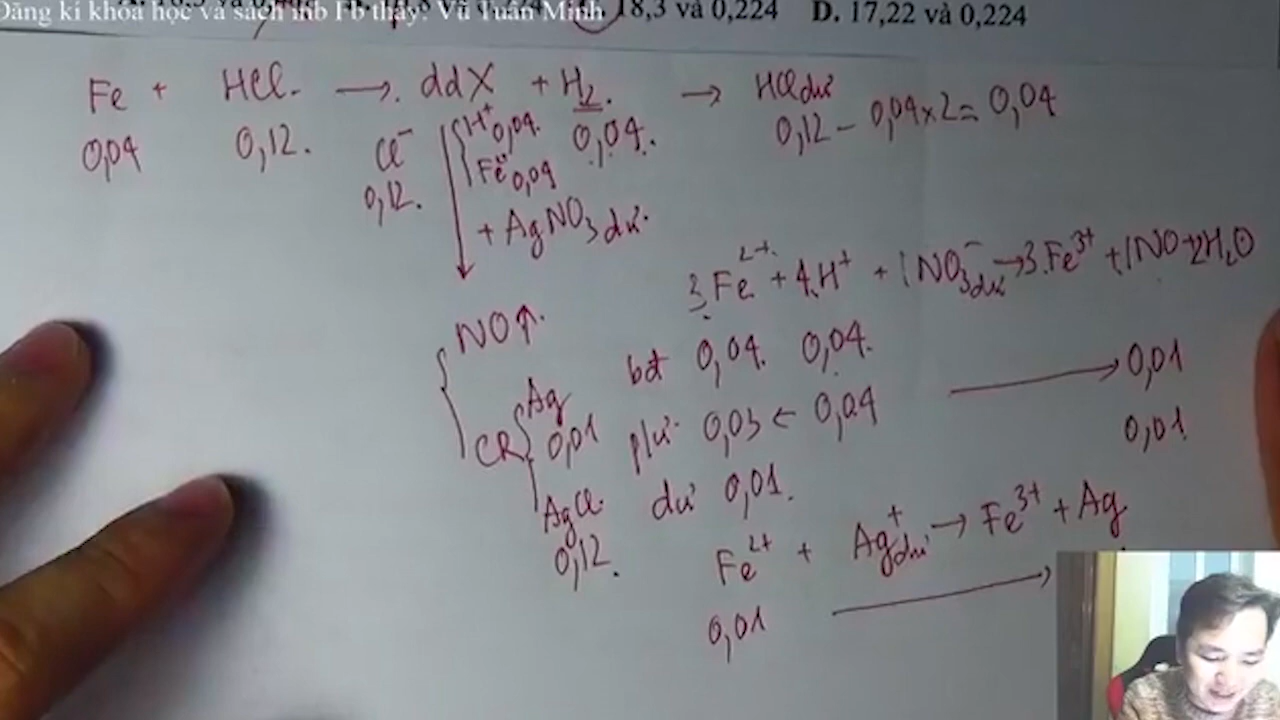 Đăng kí khóa học và sách inb Fb thầy: Vũ Tuấn Minh
18,3 và 0,224 D. 17,22 và 0,224
Fe + HCl. → ddX + H2. → HCl dư
0,04 0,12. Cl⁻ H⁺ 0,04. 0,04. 0,12 - 0,04x2 = 0,04
0,12. Fe²⁺ 0,04
+ AgNO3 dư.
3Fe²⁺ + 4H⁺ + 1NO3⁻ dư → 3Fe³⁺ + 1NO + 2H2O
NO↑.
bđ 0,04. 0,04.
→ 0,01
CR Ag 0,01 pứ 0,03 ← 0,04
0,01
AgCl. dư 0,01.
0,12.
Fe²⁺ + Ag⁺ dư → Fe³⁺ + Ag
0,01 →